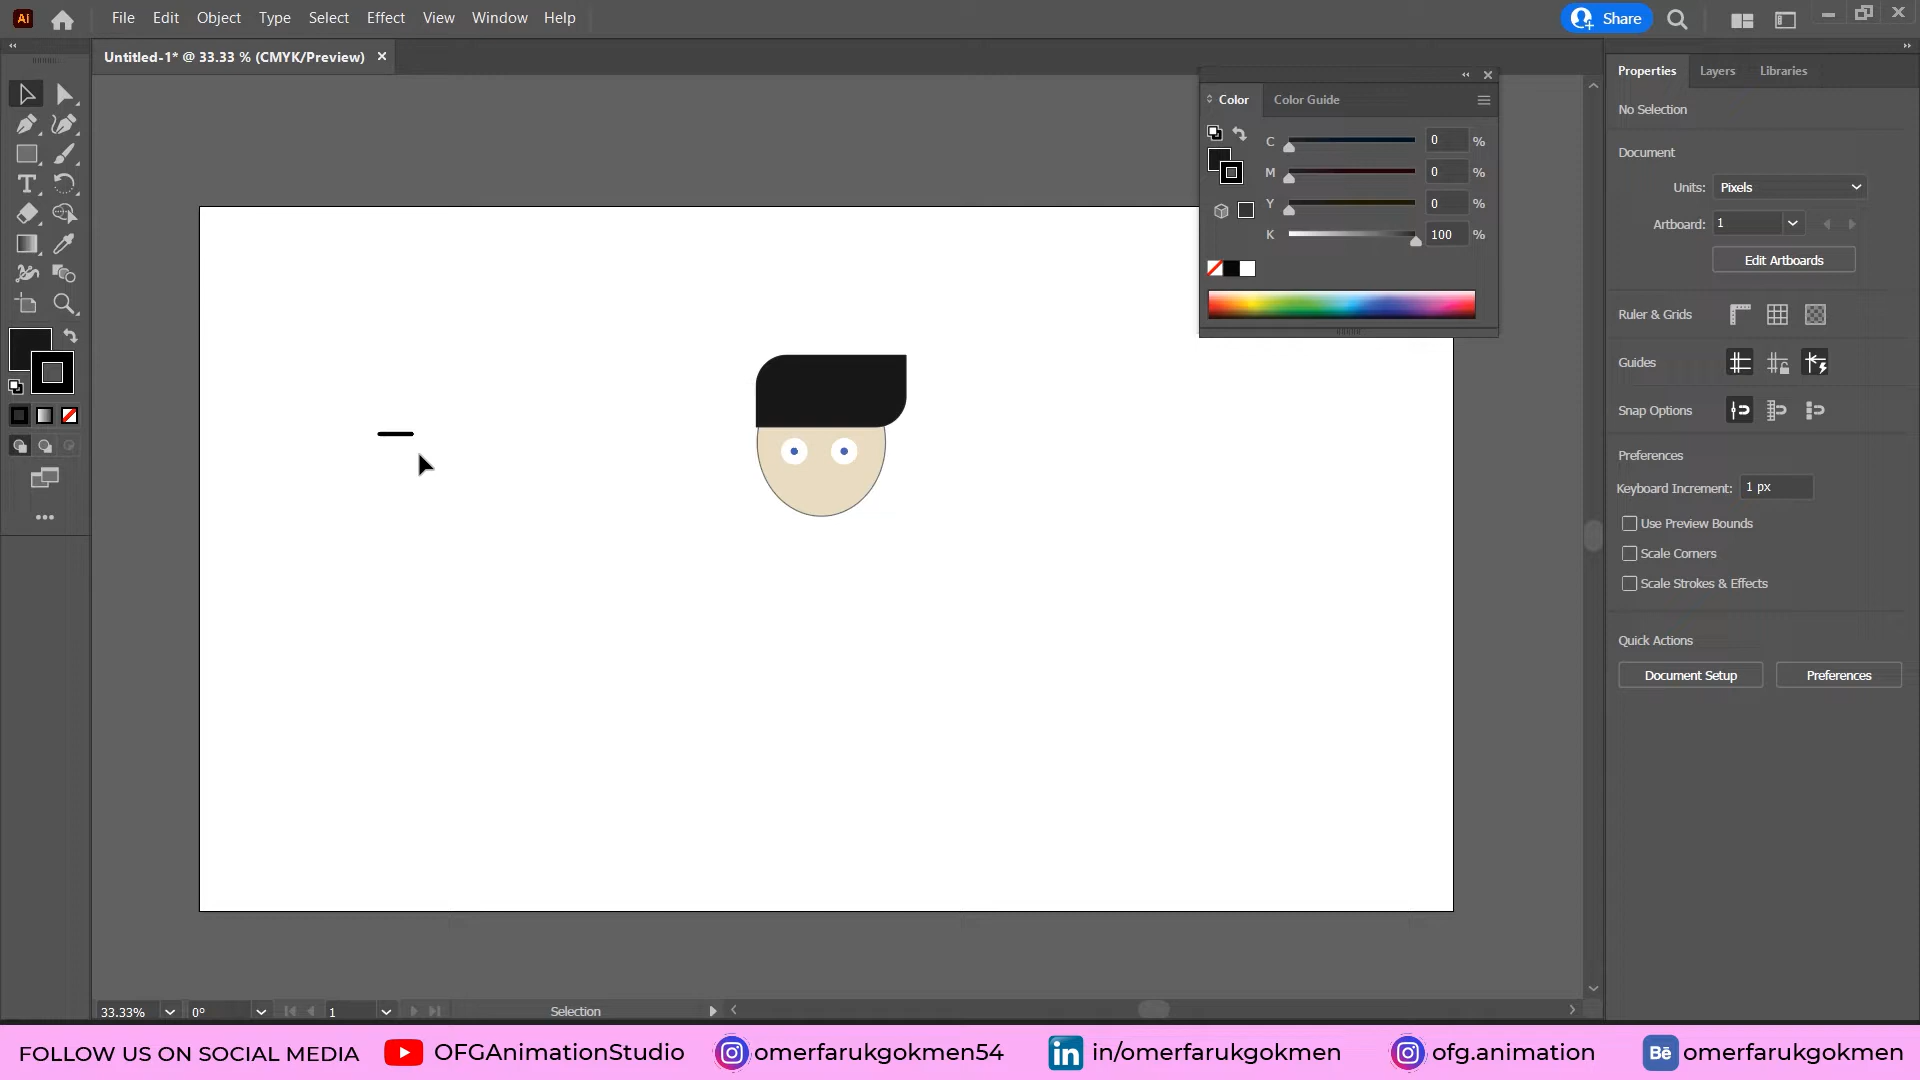 Ai File Edit Object Type Select Effect View Window Help Share
Untitled-1* @ 33.33 % (CMYK/Preview)
Color Color Guide
C 0 %
M 0 %
Y 0 %
K 100 %
Properties Layers Libraries
No Selection
Document
Units: Pixels
Artboard: 1
Edit Artboards
Ruler & Grids
Guides
Snap Options
Preferences
Keyboard Increment: 1 px
Use Preview Bounds
Scale Corners
Scale Strokes & Effects
Quick Actions
Document Setup Preferences
33.33% 0° 1 Selection
FOLLOW US ON SOCIAL MEDIA OFGAnimationStudio omerfarukgokmen54 in in/omerfarukgokmen ofg.animation Bē omerfarukgokmen